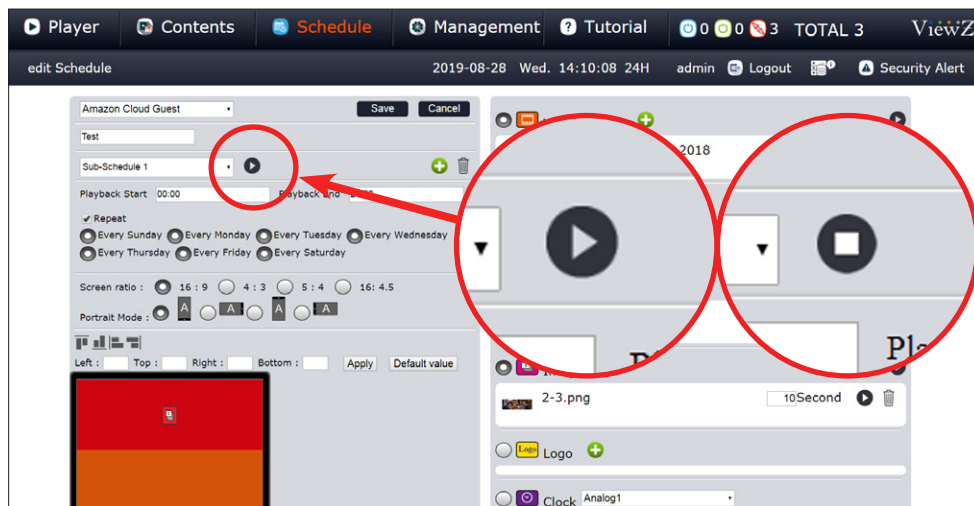 Player Contents Schedule Management Tutorial 0 0 3 TOTAL 3 ViewZ
edit Schedule 2019-08-28 Wed. 14:10:08 24H admin Logout 0 Security Alert
Amazon Cloud Guest Save Cancel
Test
2018
Sub-Schedule 1
Playback Start 00:00 Playback End
Repeat
Every Sunday Every Monday Every Tuesday Every Wednesday
Every Thursday Every Friday Every Saturday
Screen ratio : 16 : 9 4 : 3 5 : 4 16: 4.5
Portrait Mode : A A A A
Pla
Left : Top : Right : Bottom : Apply Default value
2-3.png 10Second
Logo Logo
Clock Analog1